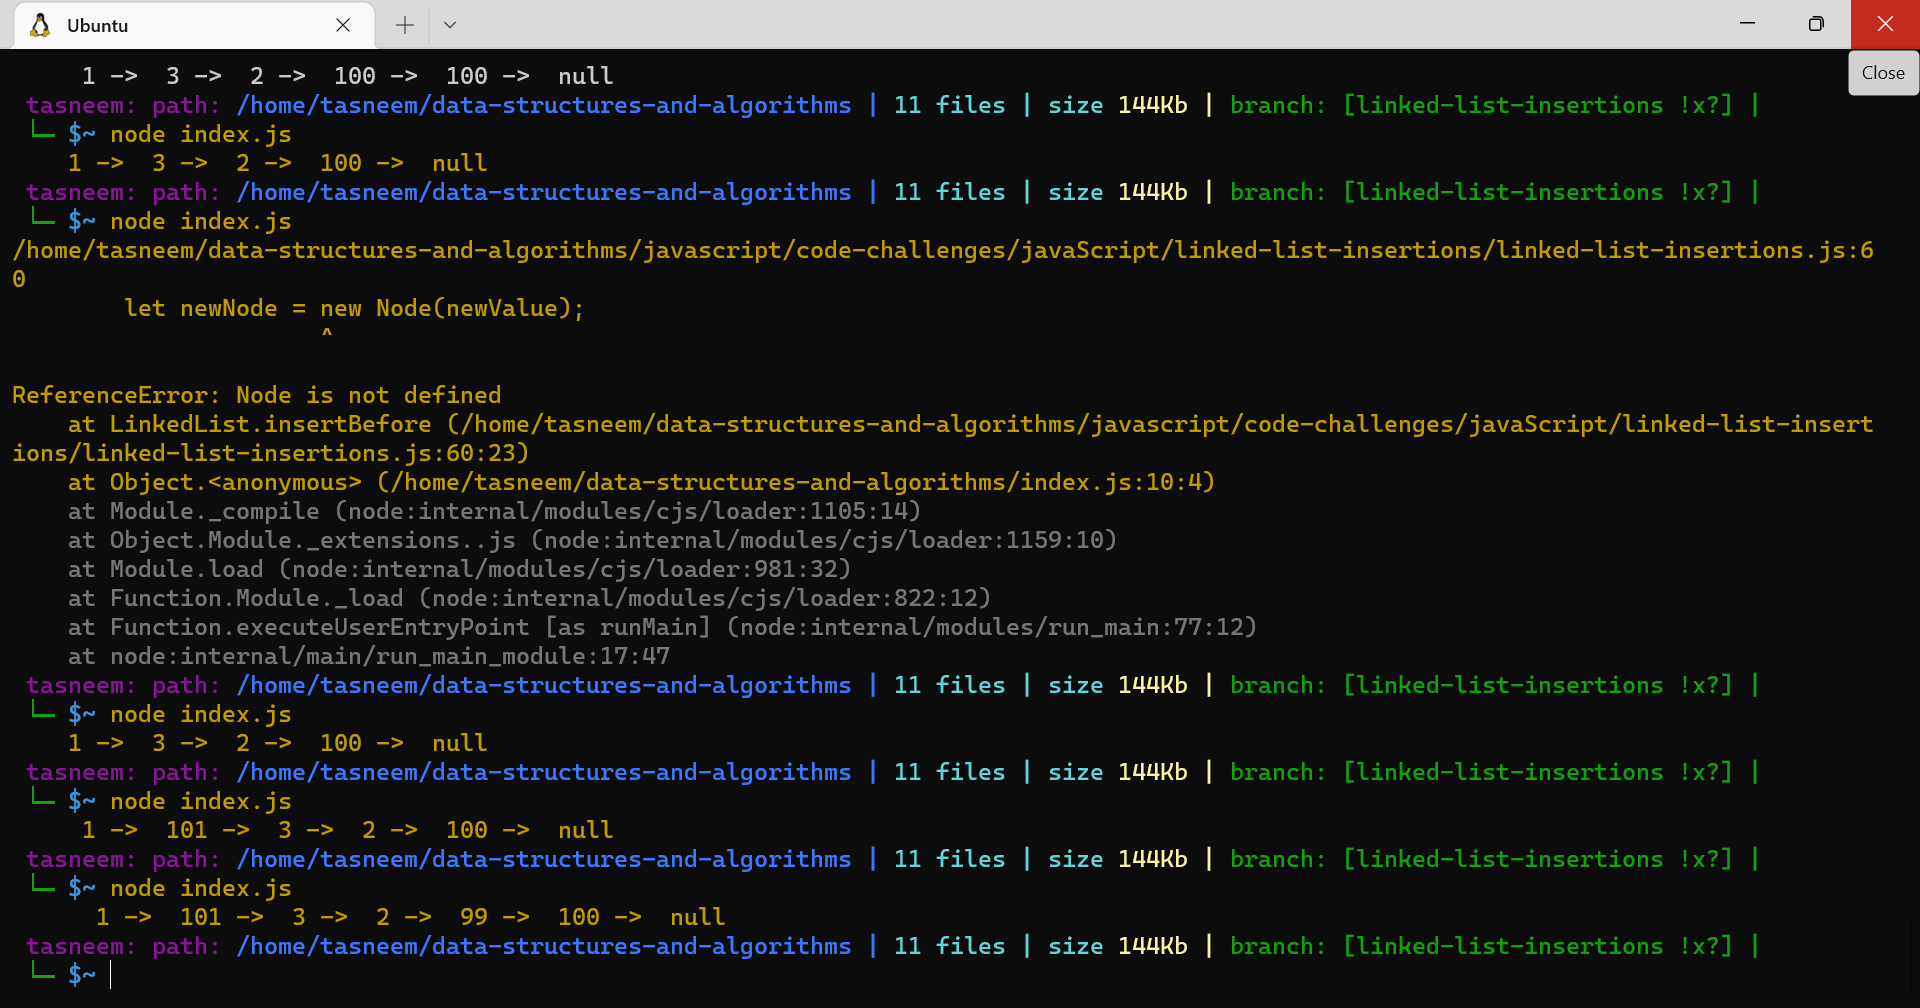 Ubuntu
Close
1 -> 3 -> 2 -> 100 -> 100 -> null
tasneem: path: /home/tasneem/data-structures-and-algorithms | 11 files | size 144Kb | branch: [linked-list-insertions !x?] |
└─ $~ node index.js
1 -> 3 -> 2 -> 100 -> null
tasneem: path: /home/tasneem/data-structures-and-algorithms | 11 files | size 144Kb | branch: [linked-list-insertions !x?] |
└─ $~ node index.js
/home/tasneem/data-structures-and-algorithms/javascript/code-challenges/javaScript/linked-list-insertions/linked-list-insertions.js:6
0
let newNode = new Node(newValue);
^
ReferenceError: Node is not defined
at LinkedList.insertBefore (/home/tasneem/data-structures-and-algorithms/javascript/code-challenges/javaScript/linked-list-insert
ions/linked-list-insertions.js:60:23)
at Object.<anonymous> (/home/tasneem/data-structures-and-algorithms/index.js:10:4)
at Module._compile (node:internal/modules/cjs/loader:1105:14)
at Object.Module._extensions..js (node:internal/modules/cjs/loader:1159:10)
at Module.load (node:internal/modules/cjs/loader:981:32)
at Function.Module._load (node:internal/modules/cjs/loader:822:12)
at Function.executeUserEntryPoint [as runMain] (node:internal/modules/run_main:77:12)
at node:internal/main/run_main_module:17:47
tasneem: path: /home/tasneem/data-structures-and-algorithms | 11 files | size 144Kb | branch: [linked-list-insertions !x?] |
└─ $~ node index.js
1 -> 3 -> 2 -> 100 -> null
tasneem: path: /home/tasneem/data-structures-and-algorithms | 11 files | size 144Kb | branch: [linked-list-insertions !x?] |
└─ $~ node index.js
1 -> 101 -> 3 -> 2 -> 100 -> null
tasneem: path: /home/tasneem/data-structures-and-algorithms | 11 files | size 144Kb | branch: [linked-list-insertions !x?] |
└─ $~ node index.js
1 -> 101 -> 3 -> 2 -> 99 -> 100 -> null
tasneem: path: /home/tasneem/data-structures-and-algorithms | 11 files | size 144Kb | branch: [linked-list-insertions !x?] |
└─ $~